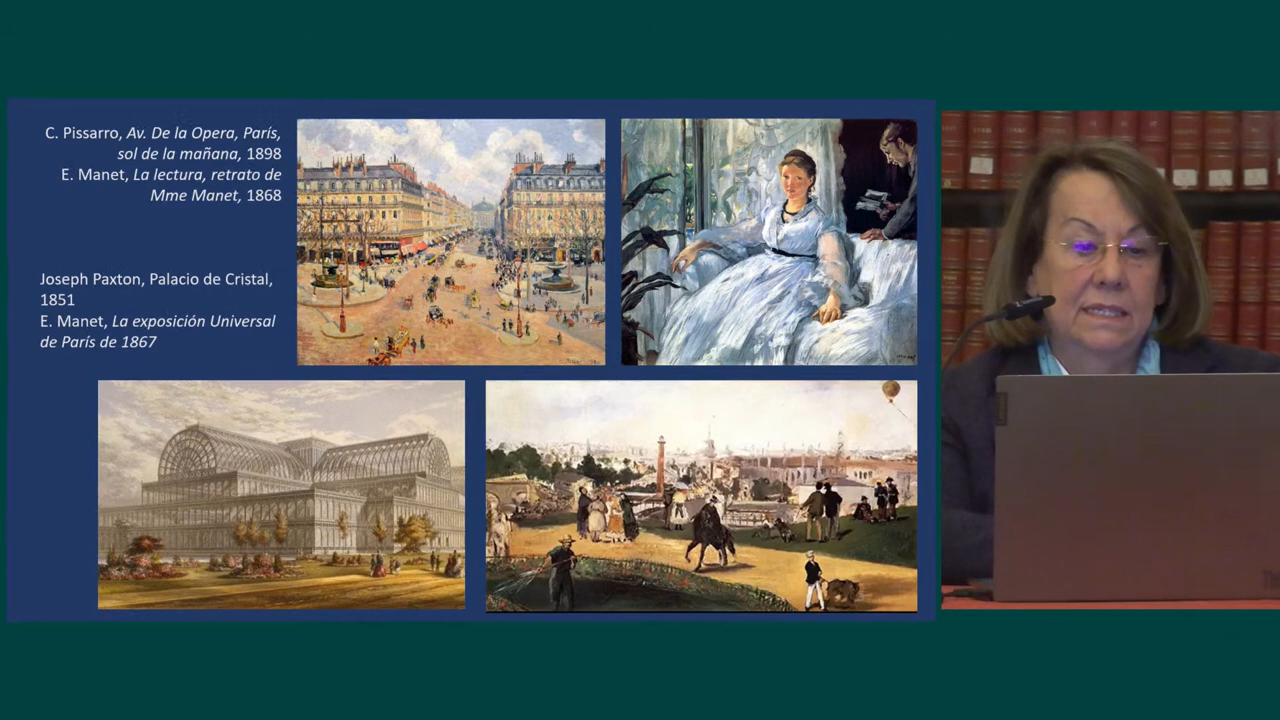 C. Pissarro, Av. De la Opera, París,
sol de la mañana, 1898
E. Manet, La lectura, retrato de
Mme Manet, 1868
Joseph Paxton, Palacio de Cristal,
1851
E. Manet, La exposición Universal
de París de 1867